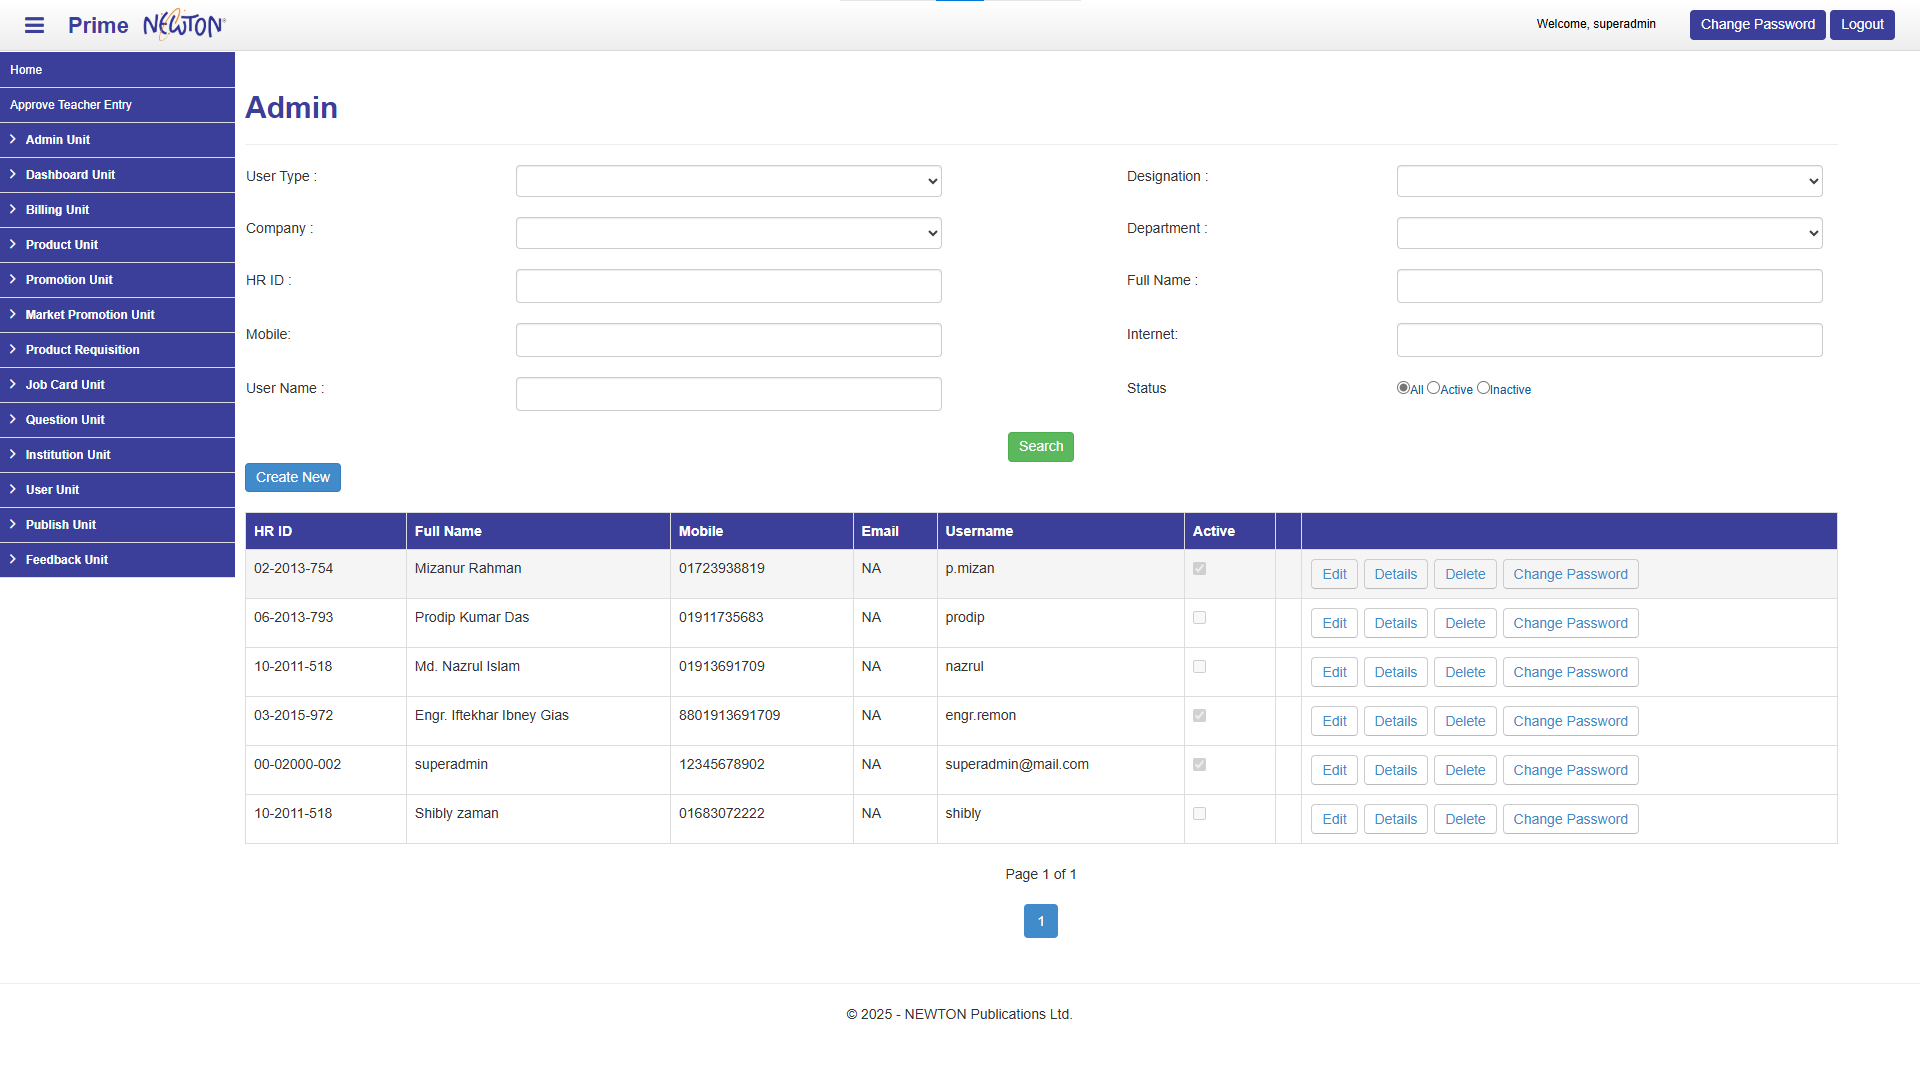 Prime NEWTON®
Welcome, superadmin Change Password Logout
Home
Approve Teacher Entry
Admin Unit
Dashboard Unit
Billing Unit
Product Unit
Promotion Unit
Market Promotion Unit
Product Requisition
Job Card Unit
Question Unit
Institution Unit
User Unit
Publish Unit
Feedback Unit
Admin
User Type : Designation :
Company : Department :
HR ID : Full Name :
Mobile: Internet:
User Name : Status All Active Inactive
Search
Create New
HR ID Full Name Mobile Email Username Active
02-2013-754 Mizanur Rahman 01723938819 NA p.mizan Edit Details Delete Change Password
06-2013-793 Prodip Kumar Das 01911735683 NA prodip Edit Details Delete Change Password
10-2011-518 Md. Nazrul Islam 01913691709 NA nazrul Edit Details Delete Change Password
03-2015-972 Engr. Iftekhar Ibney Gias 8801913691709 NA engr.remon Edit Details Delete Change Password
00-02000-002 superadmin 12345678902 NA superadmin@mail.com Edit Details Delete Change Password
10-2011-518 Shibly zaman 01683072222 NA shibly Edit Details Delete Change Password
Page 1 of 1
1
© 2025 - NEWTON Publications Ltd.